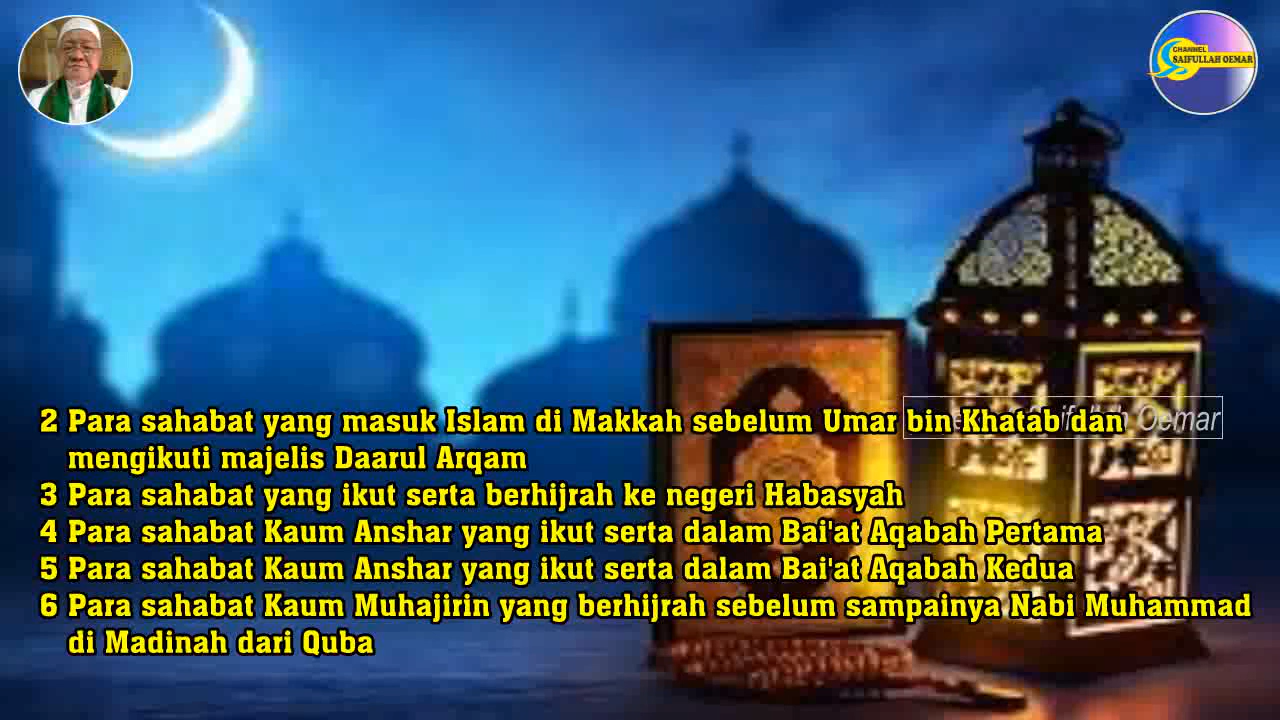 CHANNEL
SAIFULLAH OEMAR
2 Para sahabat yang masuk Islam di Makkah sebelum Umar bin Khatab dan
mengikuti majelis Daarul Arqam
Oemar
3 Para sahabat yang ikut serta berhijrah ke negeri Habasyah
4 Para sahabat Kaum Anshar yang ikut serta dalam Bai'at Aqabah Pertama
5 Para sahabat Kaum Anshar yang ikut serta dalam Bai'at Aqabah Kedua
6 Para sahabat Kaum Muhajirin yang berhijrah sebelum sampainya Nabi Muhammad
di Madinah dari Quba